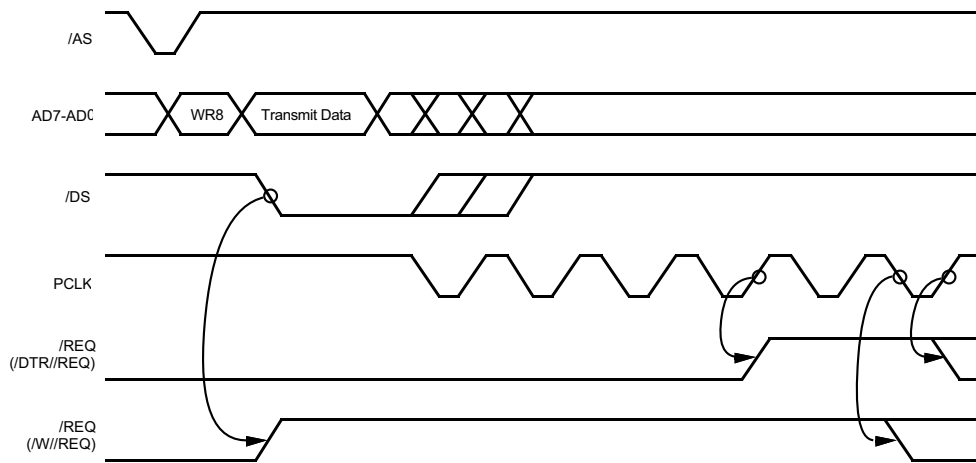 /AS
AD7-AD0
WR8
Transmit Data
/DS
PCLK
/REQ
(/DTR//REQ)
/REQ
(/W//REQ)